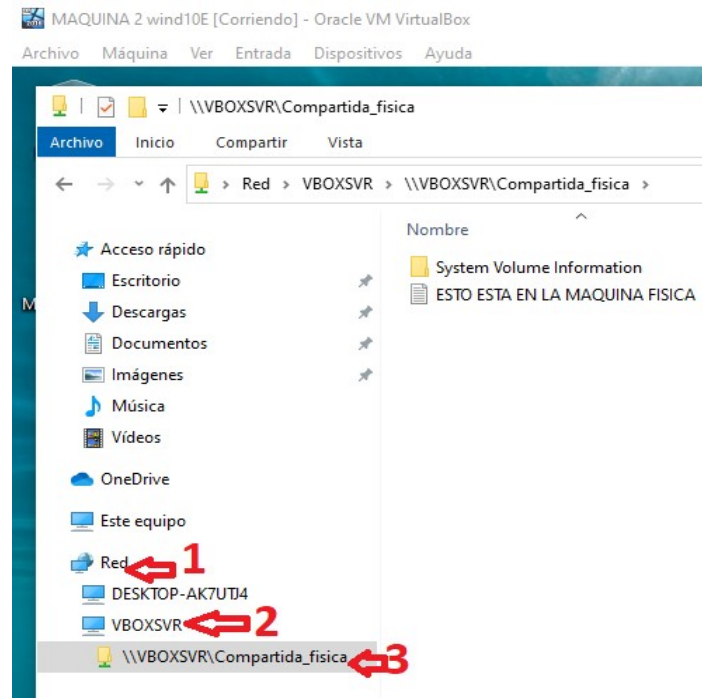 MAQUINA 2 wind10E [Corriendo] - Oracle VM VirtualBox
Archivo Máquina Ver Entrada Dispositivos Ayuda
\\VBOXSVR\Compartida_fisica
Archivo Inicio Compartir Vista
Red > VBOXSVR > \\VBOXSVR\Compartida_fisica >
Nombre
Acceso rápido
System Volume Information
Escritorio
ESTO ESTA EN LA MAQUINA FISICA
M
Descargas
Documentos
Imágenes
Música
Vídeos
OneDrive
Este equipo
Red 1
DESKTOP-AK7UTJ4
VBOXSVR 2
\\VBOXSVR\Compartida_fisica 3